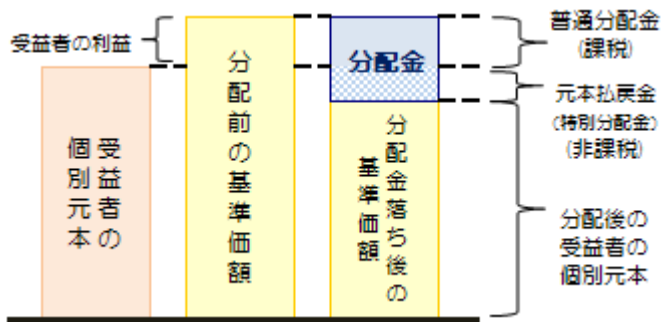 受益者の利益
受益者の
個別元本
分配前の基準価額
分配金
分配金落ち後の
基準価額
普通分配金
(課税)
元本払戻金
(特別分配金)
(非課税)
分配後の
受益者の
個別元本